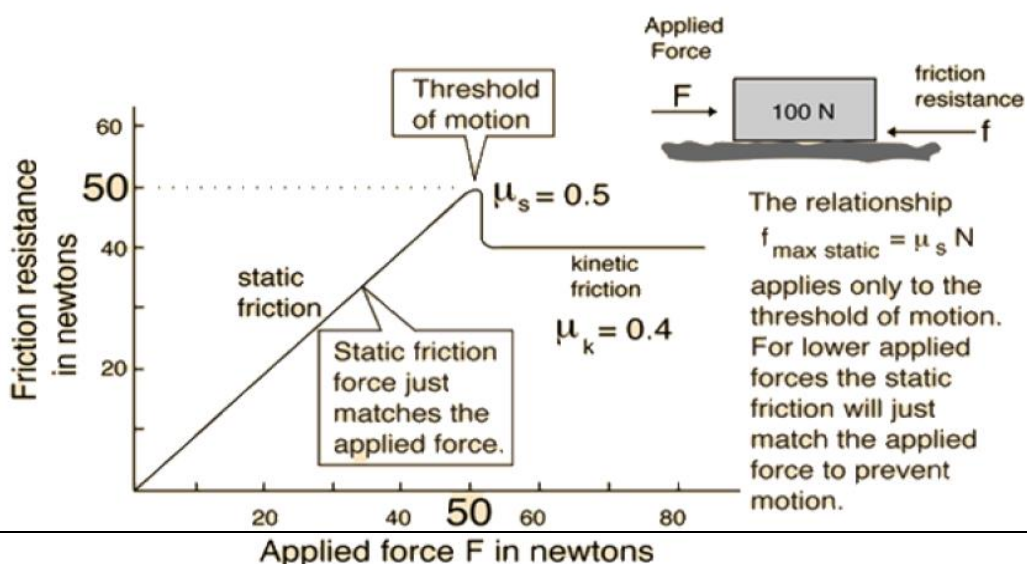 Applied
Force
F
100 N
friction
resistance
f
Threshold
of motion
Friction resistance
in newtons
60
50
40
20
μs = 0.5
static
friction
kinetic
friction
μk = 0.4
Static friction
force just
matches the
applied force.
The relationship
f max static = μs N
applies only to the
threshold of motion.
For lower applied
forces the static
friction will just
match the applied
force to prevent
motion.
20 40 50 60 80
Applied force F in newtons